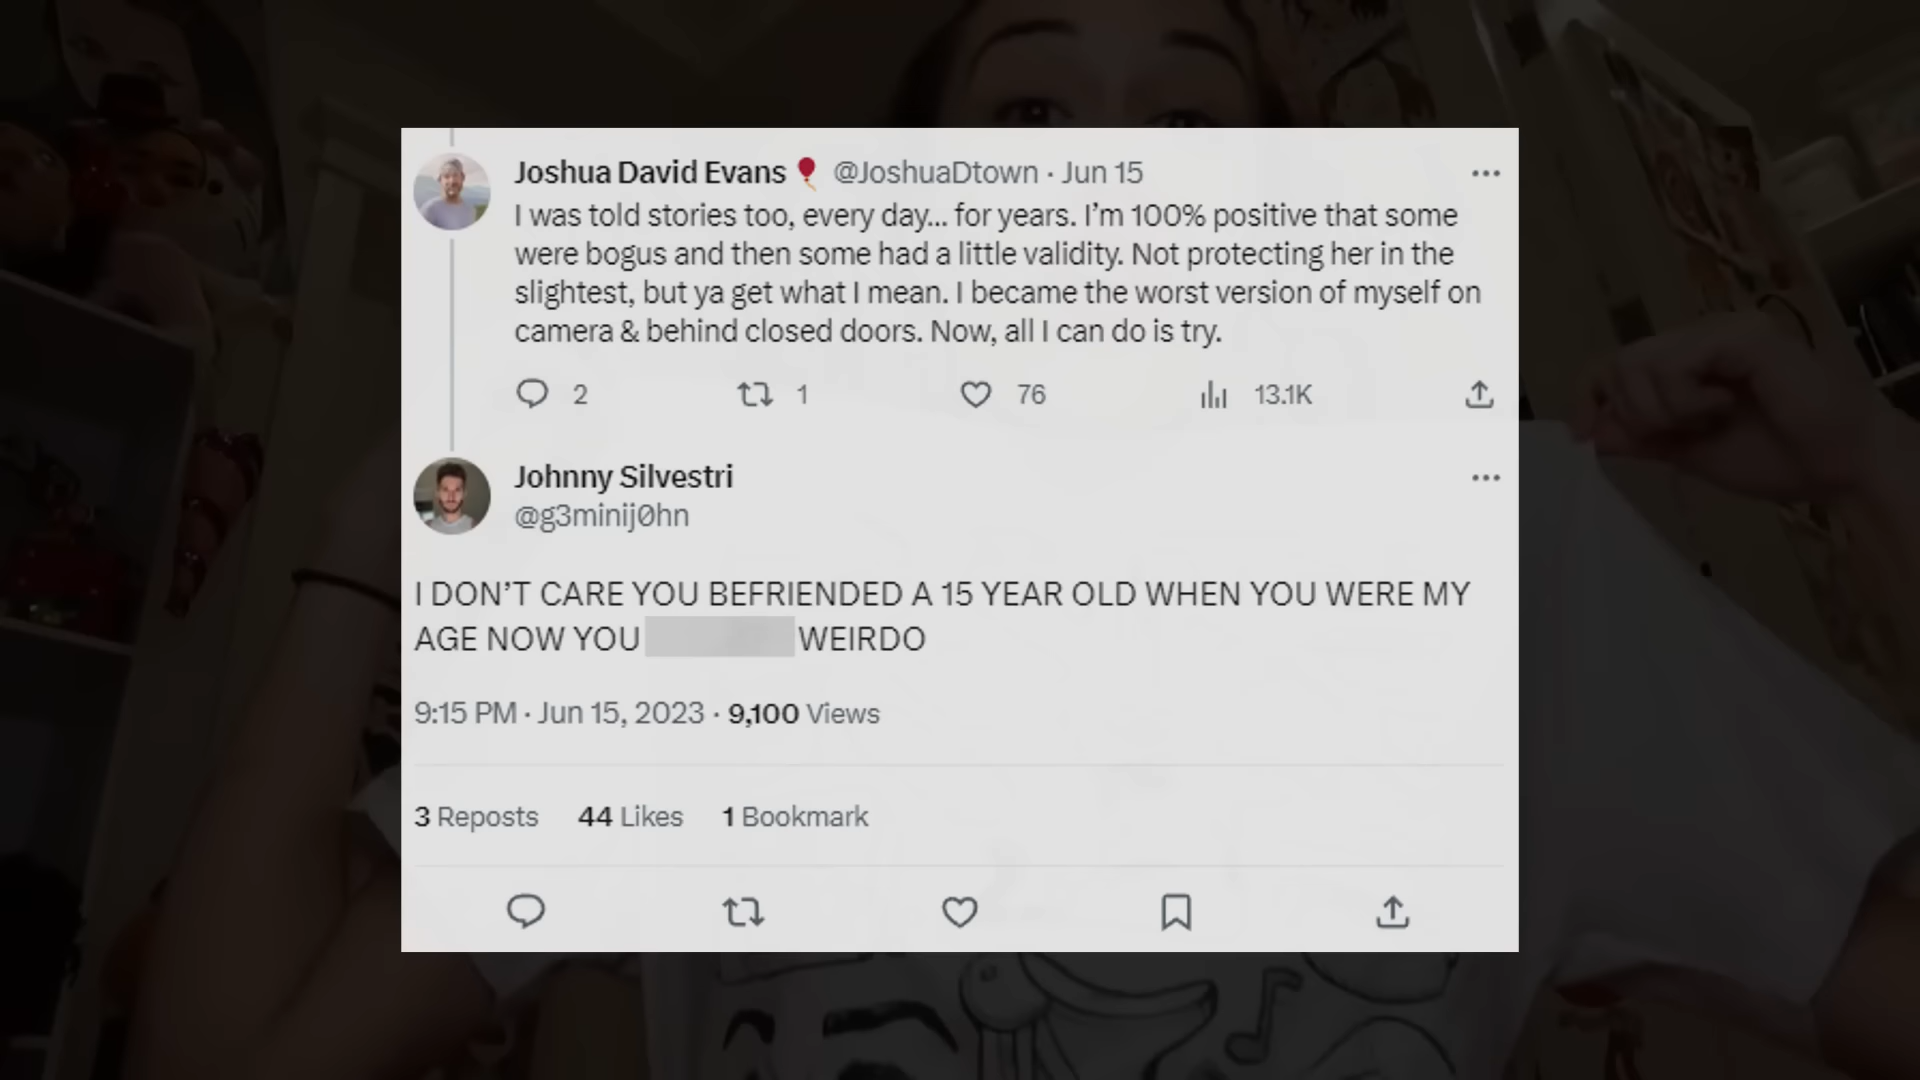 Joshua David Evans🎈 @JoshuaDtown · Jun 15
I was told stories too, every day... for years. I'm 100% positive that some
were bogus and then some had a little validity. Not protecting her in the
slightest, but ya get what I mean. I became the worst version of myself on
camera & behind closed doors. Now, all I can do is try.
2 1 76 13.1K
Johnny Silvestri
@g3minij0hn
I DON'T CARE YOU BEFRIENDED A 15 YEAR OLD WHEN YOU WERE MY
AGE NOW YOU WEIRDO
9:15 PM · Jun 15, 2023 · 9,100 Views
3 Reposts 44 Likes 1 Bookmark